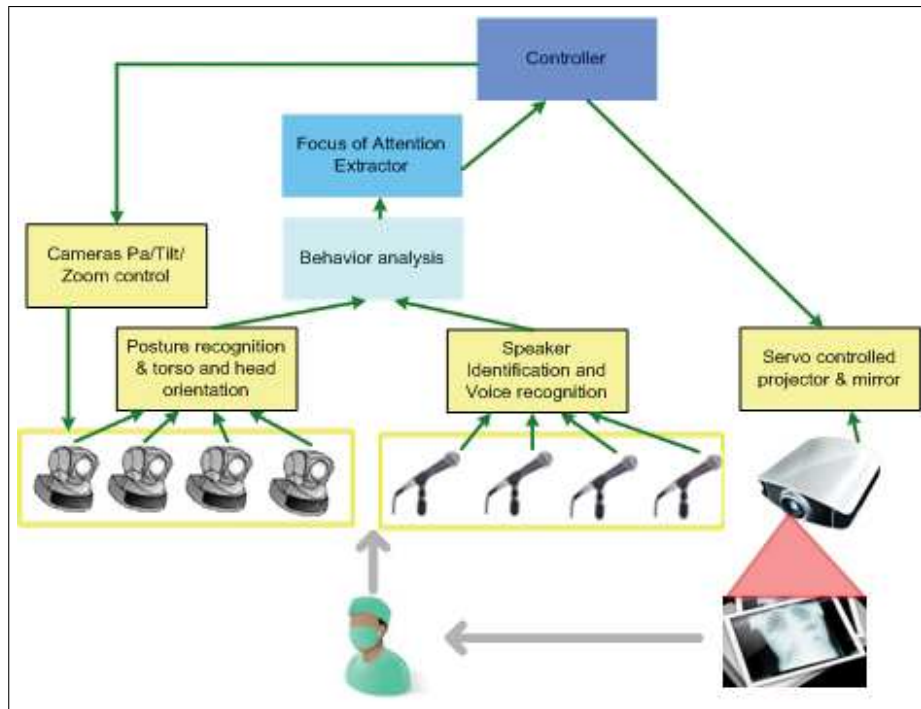 Controller
Focus of Attention
Extractor
Cameras Pa/Tilt/
Zoom control
Behavior analysis
Posture recognition
& torso and head
orientation
Speaker
Identification and
Voice recognition
Servo controlled
projector & mirror